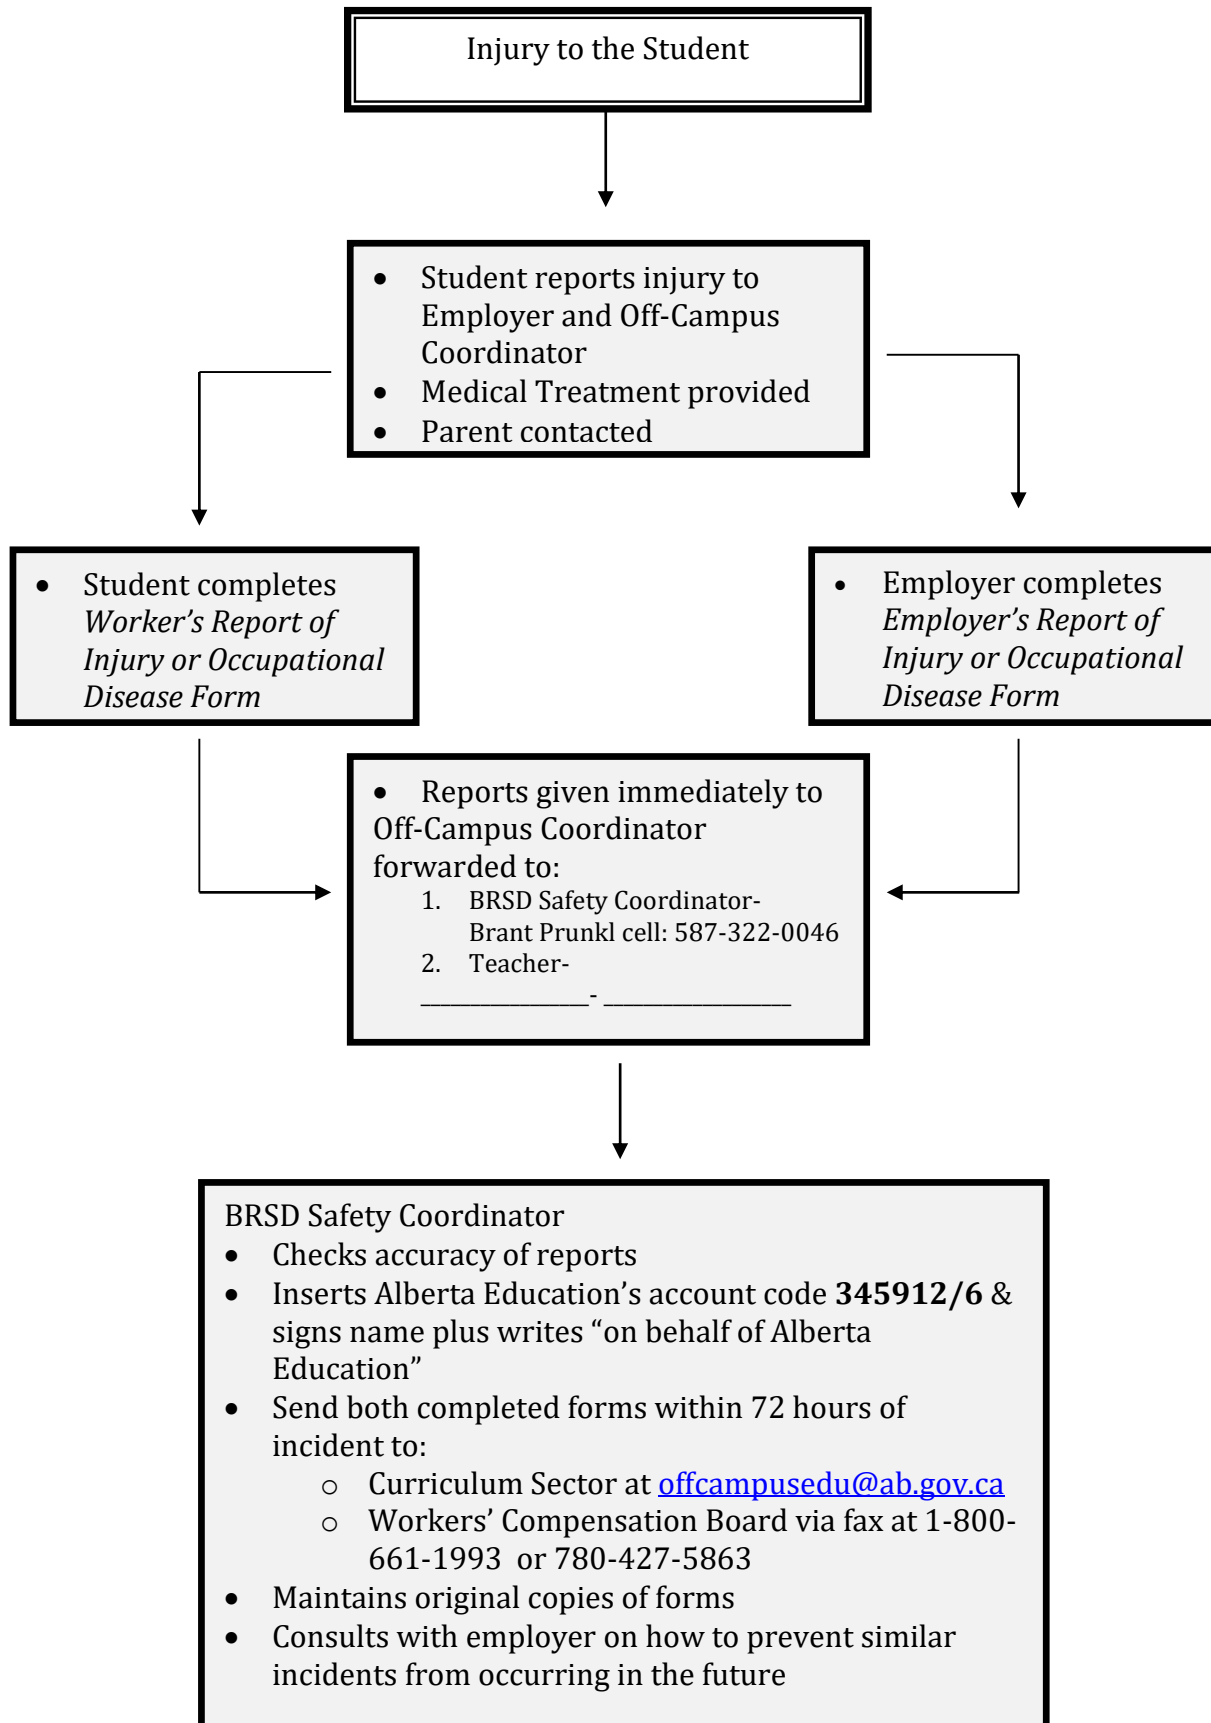 Injury to the Student
• Student reports injury to
Employer and Off-Campus
Coordinator
• Medical Treatment provided
• Parent contacted
• Student completes
Worker’s Report of
Injury or Occupational
Disease Form
• Employer completes
Employer’s Report of
Injury or Occupational
Disease Form
• Reports given immediately to
Off-Campus Coordinator
forwarded to:
1. BRSD Safety Coordinator-
Brant Prunkl cell: 587-322-0046
2. Teacher-
_________________- ___________________
BRSD Safety Coordinator
• Checks accuracy of reports
• Inserts Alberta Education’s account code 345912/6 &
signs name plus writes “on behalf of Alberta
Education”
• Send both completed forms within 72 hours of
incident to:
o Curriculum Sector at offcampusedu@ab.gov.ca
o Workers’ Compensation Board via fax at 1-800-
661-1993 or 780-427-5863
• Maintains original copies of forms
• Consults with employer on how to prevent similar
incidents from occurring in the future